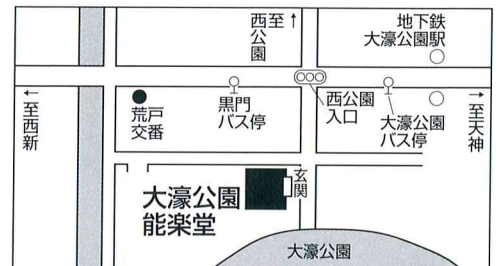 至西公園
↑
地下鉄
大濠公園駅
←至西新
荒戸
交番
黒門
バス停
西公園
入口
大濠公園
バス停
→至天神
玄関
大濠公園
能楽堂
大濠公園